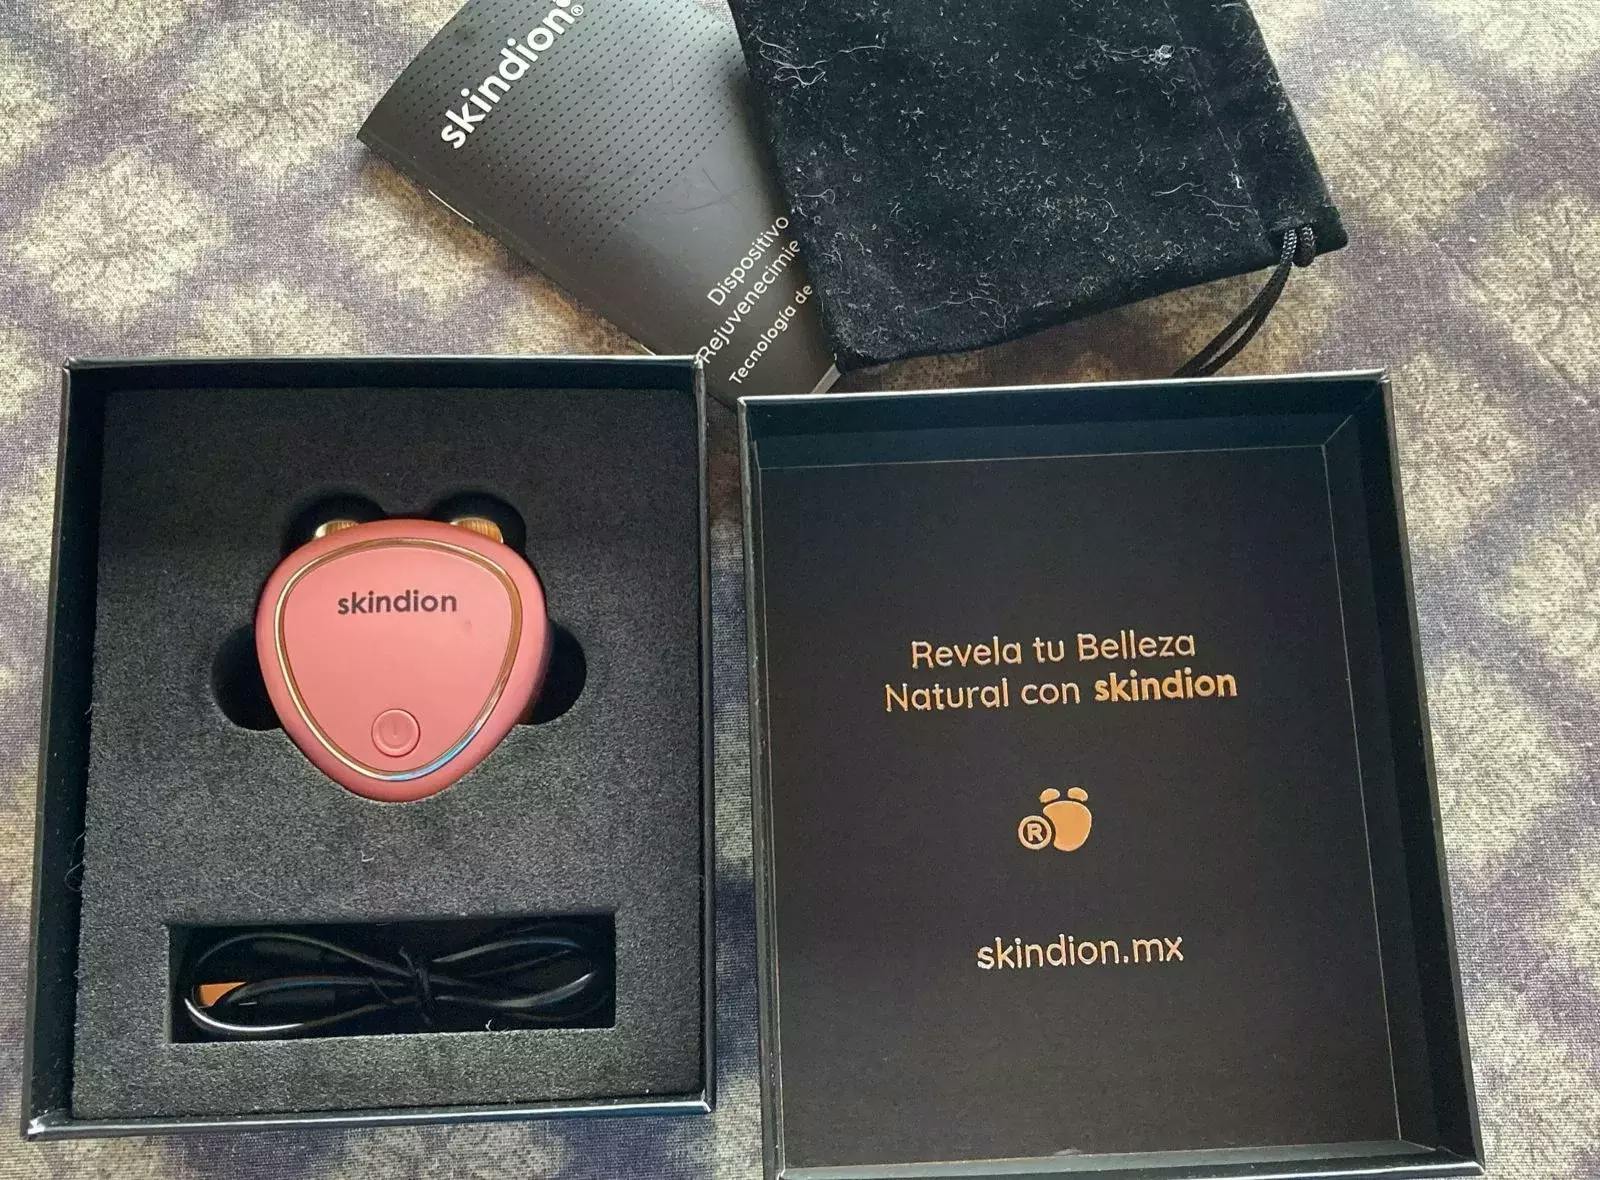 skindion®
Dispositivo
Rejuvenecimie
Tecnología de
skindion
Revela tu Belleza
Natural con skindion
®
skindion.mx